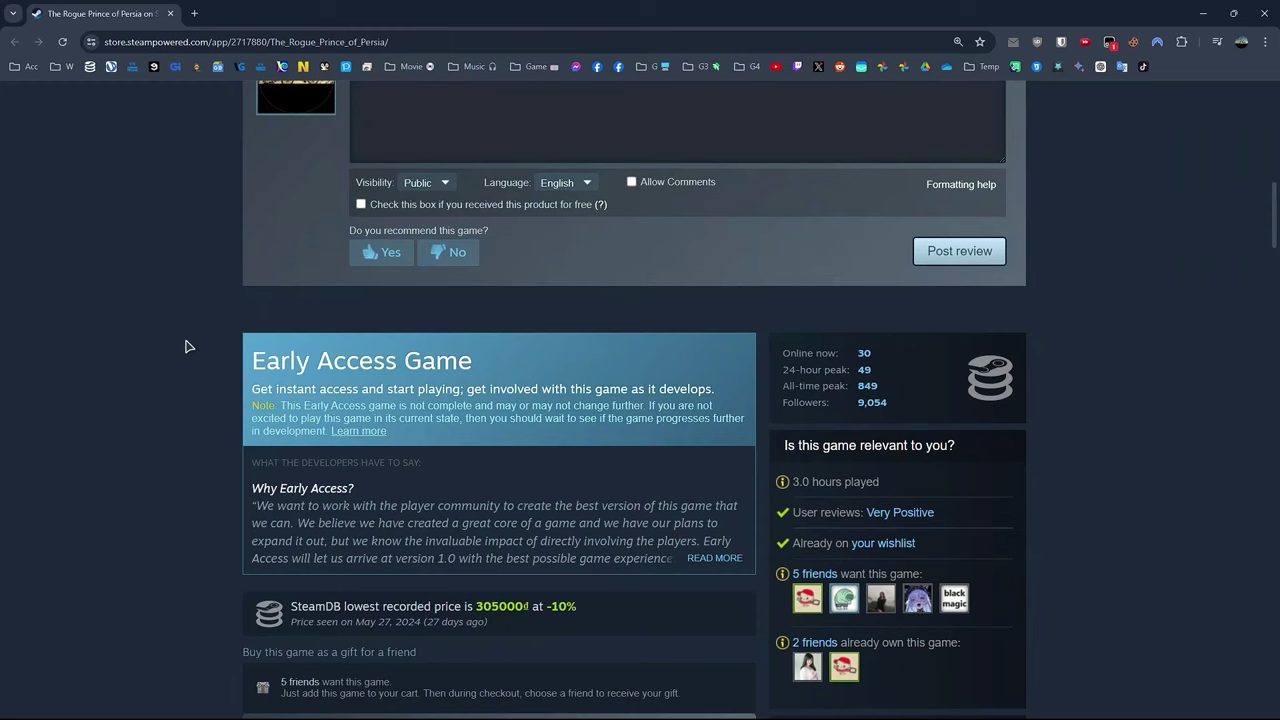 The Rogue Prince of Persia on S
store.steampowered.com/app/2717880/The_Rogue_Prince_of_Persia/
Acc
W
Movie
Music
Game
G
G3
G4
Temp
Visibility: Public
Language: English
Allow Comments
Formatting help
Check this box if you received this product for free (?)
Do you recommend this game?
Yes
No
Post review
Early Access Game
Get instant access and start playing; get involved with this game as it develops.
Note: This Early Access game is not complete and may or may not change further. If you are not
excited to play this game in its current state, then you should wait to see if the game progresses further
in development. Learn more
WHAT THE DEVELOPERS HAVE TO SAY:
Why Early Access?
“We want to work with the player community to create the best version of this game that
we can. We believe we have created a great core of a game and we have our plans to
expand it out, but we know the invaluable impact of directly involving the players. Early
Access will let us arrive at version 1.0 with the best possible game experience
READ MORE
SteamDB lowest recorded price is 305000₫ at -10%
Price seen on May 27, 2024 (27 days ago)
Buy this game as a gift for a friend
5 friends want this game.
Just add this game to your cart. Then during checkout, choose a friend to receive your gift.
Online now: 30
24-hour peak: 49
All-time peak: 849
Followers: 9,054
Is this game relevant to you?
3.0 hours played
User reviews: Very Positive
Already on your wishlist
5 friends want this game:
black
magic
2 friends already own this game: